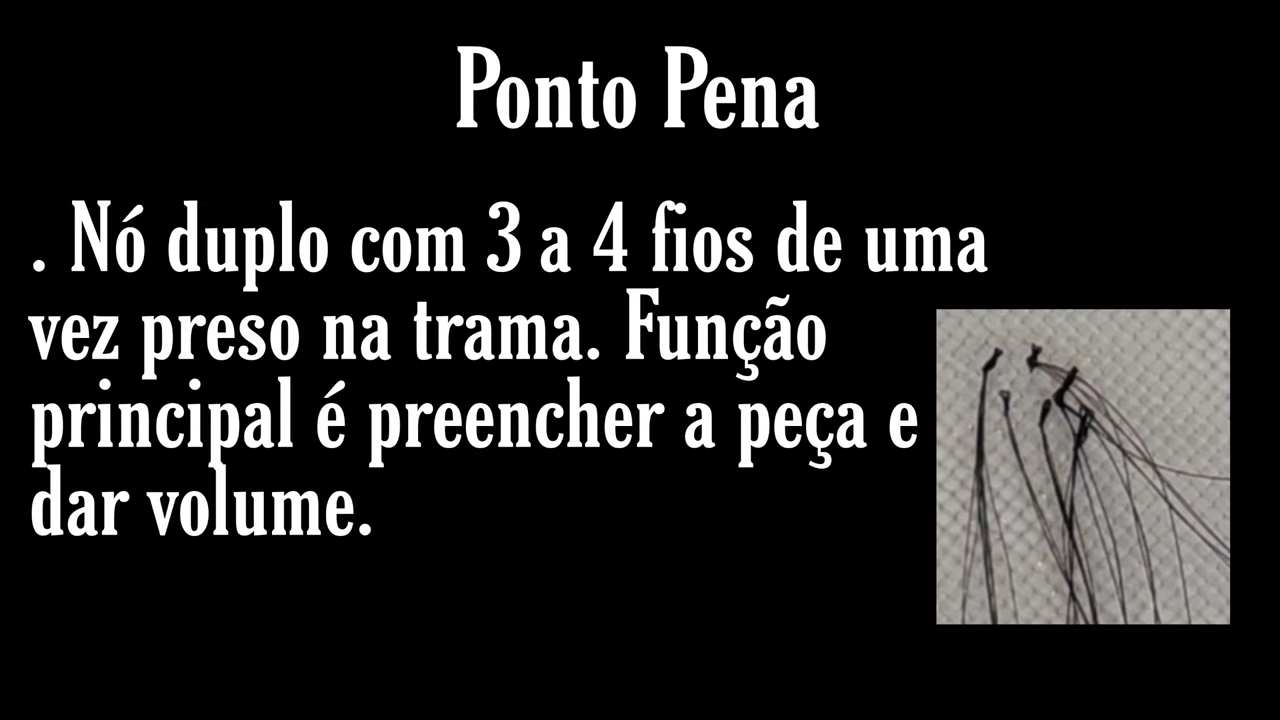 Ponto Pena
. Nó duplo com 3 a 4 fios de uma
vez preso na trama. Função
principal é preencher a peça e
dar volume.